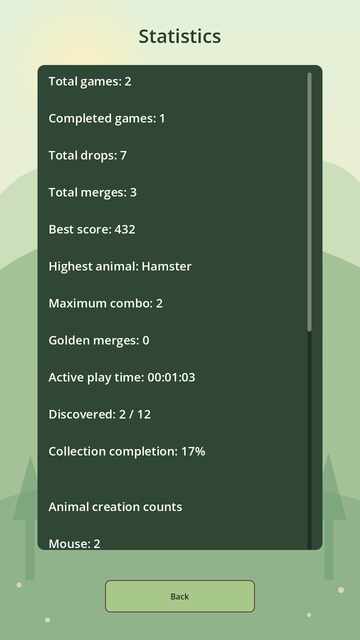 Statistics
Total games: 2
Completed games: 1
Total drops: 7
Total merges: 3
Best score: 432
Highest animal: Hamster
Maximum combo: 2
Golden merges: 0
Active play time: 00:01:03
Discovered: 2 / 12
Collection completion: 17%
Animal creation counts
Mouse: 2
Back